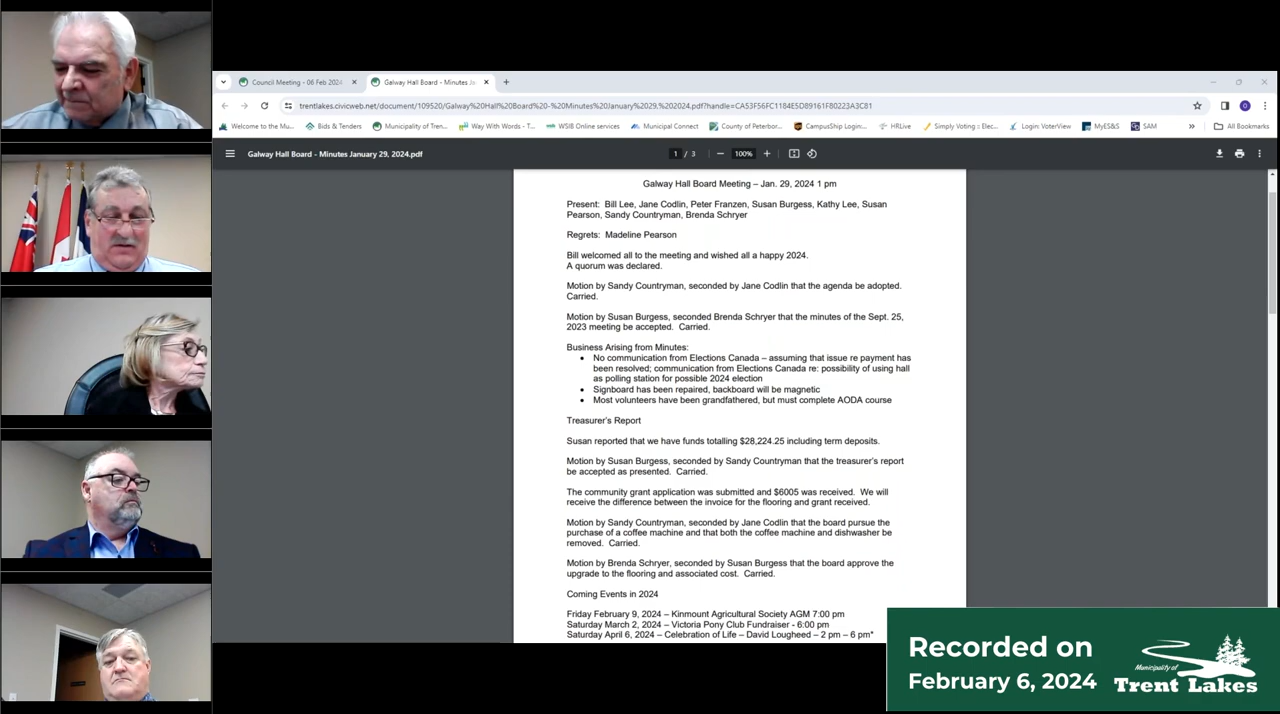 Council Meeting - 06 Feb 2024
Galway Hall Board - Minutes Ja
trentlakes.civicweb.net/document/109520/Galway%20Hall%20Board%20-%20Minutes%20January%2029,%202024.pdf?handle=CA53F56FC1184E5D89161F80223A3C81
Welcome to the Mu...
Bids & Tenders
Municipality of Tren...
Way With Words - T...
WSIB Online services
Municipal Connect
County of Peterbor...
CampusShip Login:...
HRLive
Simply Voting :: Elec...
Login: VoterView
MyES&S
SAM
All Bookmarks
Galway Hall Board - Minutes January 29, 2024.pdf
1 / 3
100%
Galway Hall Board Meeting – Jan. 29, 2024 1 pm
Present: Bill Lee, Jane Codlin, Peter Franzen, Susan Burgess, Kathy Lee, Susan
Pearson, Sandy Countryman, Brenda Schryer
Regrets: Madeline Pearson
Bill welcomed all to the meeting and wished all a happy 2024.
A quorum was declared.
Motion by Sandy Countryman, seconded by Jane Codlin that the agenda be adopted.
Carried.
Motion by Susan Burgess, seconded Brenda Schryer that the minutes of the Sept. 25,
2023 meeting be accepted. Carried.
Business Arising from Minutes:
• No communication from Elections Canada – assuming that issue re payment has
been resolved; communication from Elections Canada re: possibility of using hall
as polling station for possible 2024 election
• Signboard has been repaired, backboard will be magnetic
• Most volunteers have been grandfathered, but must complete AODA course
Treasurer's Report
Susan reported that we have funds totalling $28,224.25 including term deposits.
Motion by Susan Burgess, seconded by Sandy Countryman that the treasurer's report
be accepted as presented. Carried.
The community grant application was submitted and $6005 was received. We will
receive the difference between the invoice for the flooring and grant received.
Motion by Sandy Countryman, seconded by Jane Codlin that the board pursue the
purchase of a coffee machine and that both the coffee machine and dishwasher be
removed. Carried.
Motion by Brenda Schryer, seconded by Susan Burgess that the board approve the
upgrade to the flooring and associated cost. Carried.
Coming Events in 2024
Friday February 9, 2024 – Kinmount Agricultural Society AGM 7:00 pm
Saturday March 2, 2024 – Victoria Pony Club Fundraiser - 6:00 pm
Saturday April 6, 2024 – Celebration of Life – David Lougheed – 2 pm – 6 pm*
Recorded on
February 6, 2024
Municipality of
Trent Lakes